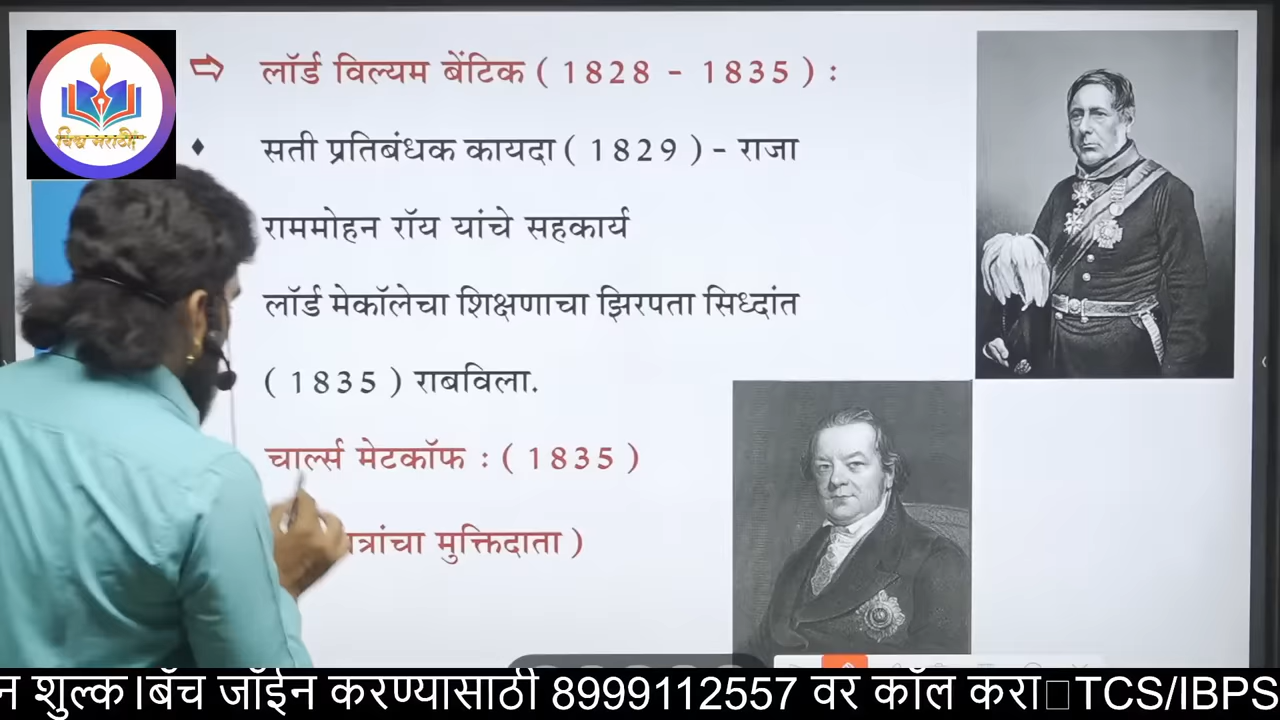 विश्व मराठी
लॉर्ड विल्यम बेंटिक ( 1828 - 1835 ) :
सती प्रतिबंधक कायदा ( 1829 ) - राजा
राममोहन रॉय यांचे सहकार्य
लॉर्ड मेकॉलेचा शिक्षणाचा झिरपता सिध्दांत
( 1835 ) राबविला.
चार्ल्स मेटकॉफ : ( 1835 )
त्रांचा मुक्तिदाता )
न शुल्क।बॅच जॉईन करण्यासाठी 8999112557 वर कॉल करा TCS/IBPS